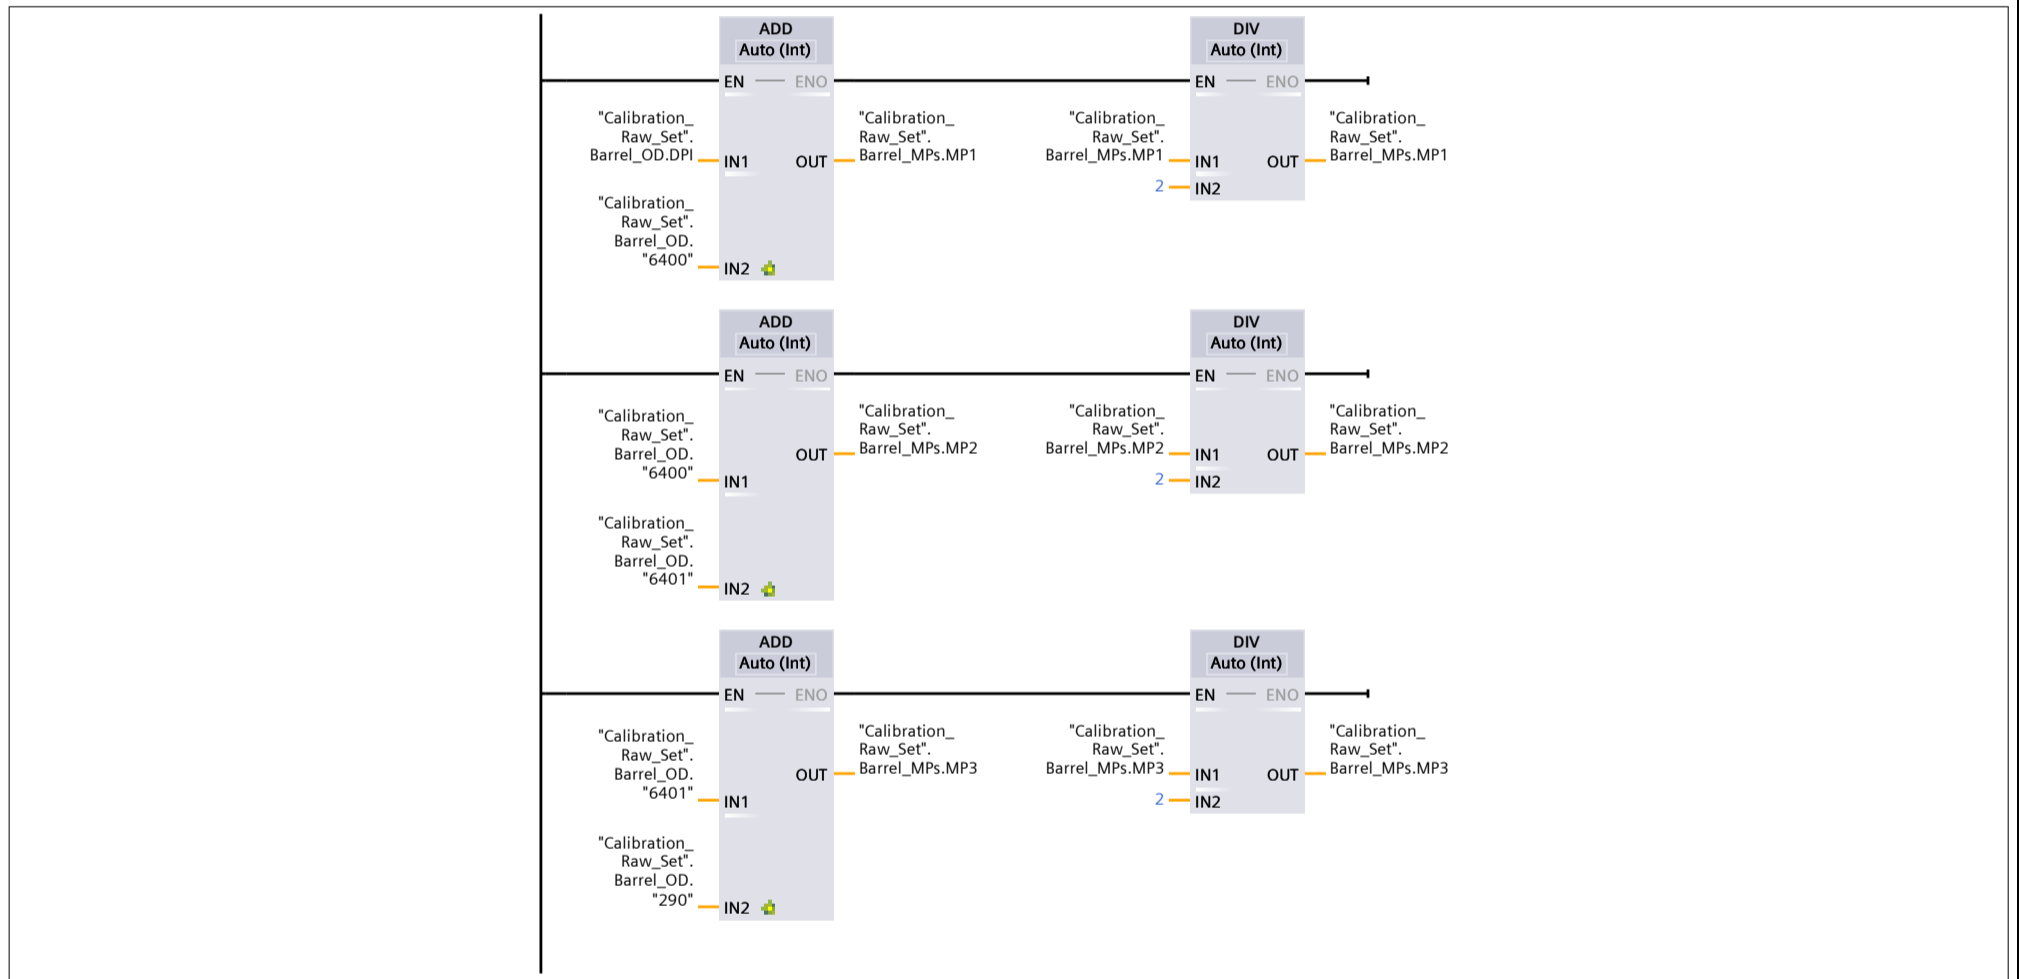 ADD
Auto (Int)
DIV
Auto (Int)
EN
ENO
EN
ENO
"Calibration_
Raw_Set".
Barrel_OD.DPI
IN1
OUT
"Calibration_
Raw_Set".
Barrel_MPs.MP1
"Calibration_
Raw_Set".
Barrel_MPs.MP1
IN1
OUT
"Calibration_
Raw_Set".
Barrel_MPs.MP1
2
IN2
"Calibration_
Raw_Set".
Barrel_OD.
"6400"
IN2
ADD
Auto (Int)
DIV
Auto (Int)
EN
ENO
EN
ENO
"Calibration_
Raw_Set".
Barrel_OD.
"6400"
IN1
OUT
"Calibration_
Raw_Set".
Barrel_MPs.MP2
"Calibration_
Raw_Set".
Barrel_MPs.MP2
IN1
OUT
"Calibration_
Raw_Set".
Barrel_MPs.MP2
2
IN2
"Calibration_
Raw_Set".
Barrel_OD.
"6401"
IN2
ADD
Auto (Int)
DIV
Auto (Int)
EN
ENO
EN
ENO
"Calibration_
Raw_Set".
Barrel_OD.
"6401"
IN1
OUT
"Calibration_
Raw_Set".
Barrel_MPs.MP3
"Calibration_
Raw_Set".
Barrel_MPs.MP3
IN1
OUT
"Calibration_
Raw_Set".
Barrel_MPs.MP3
2
IN2
"Calibration_
Raw_Set".
Barrel_OD.
"290"
IN2